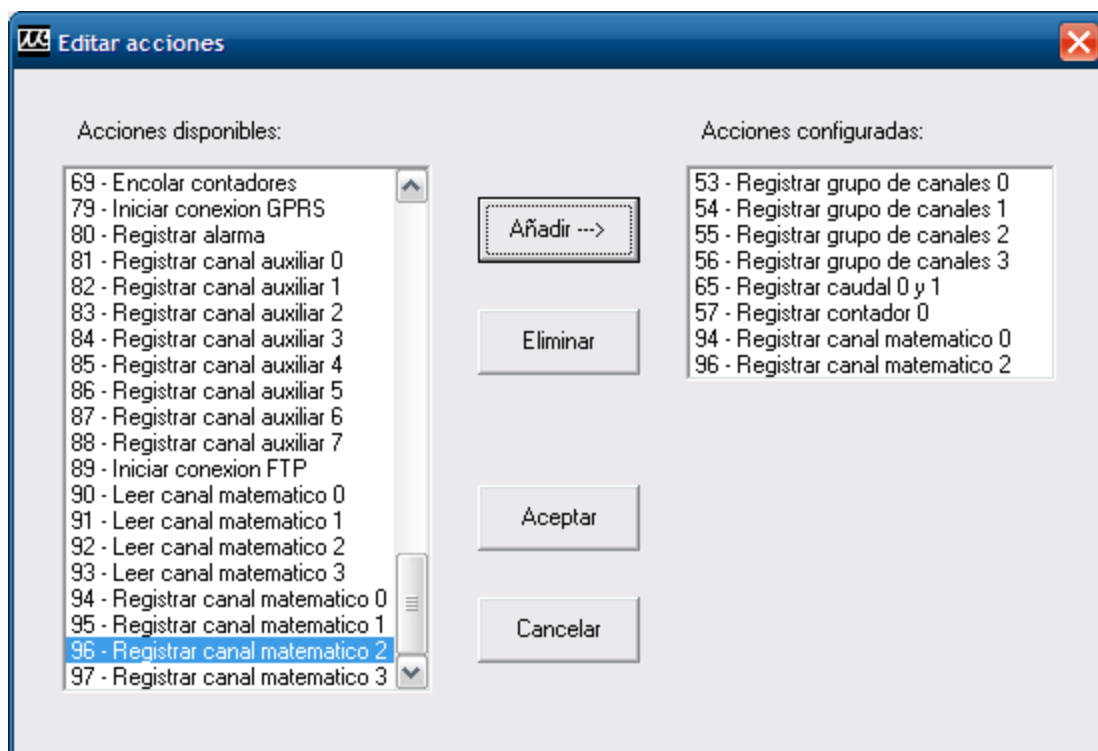 Editar acciones
Acciones disponibles:
69 - Encolar contadores
79 - Iniciar conexion GPRS
80 - Registrar alarma
81 - Registrar canal auxiliar 0
82 - Registrar canal auxiliar 1
83 - Registrar canal auxiliar 2
84 - Registrar canal auxiliar 3
85 - Registrar canal auxiliar 4
86 - Registrar canal auxiliar 5
87 - Registrar canal auxiliar 6
88 - Registrar canal auxiliar 7
89 - Iniciar conexion FTP
90 - Leer canal matematico 0
91 - Leer canal matematico 1
92 - Leer canal matematico 2
93 - Leer canal matematico 3
94 - Registrar canal matematico 0
95 - Registrar canal matematico 1
96 - Registrar canal matematico 2
97 - Registrar canal matematico 3
Añadir --->
Eliminar
Aceptar
Cancelar
Acciones configuradas:
53 - Registrar grupo de canales 0
54 - Registrar grupo de canales 1
55 - Registrar grupo de canales 2
56 - Registrar grupo de canales 3
65 - Registrar caudal 0 y 1
57 - Registrar contador 0
94 - Registrar canal matematico 0
96 - Registrar canal matematico 2